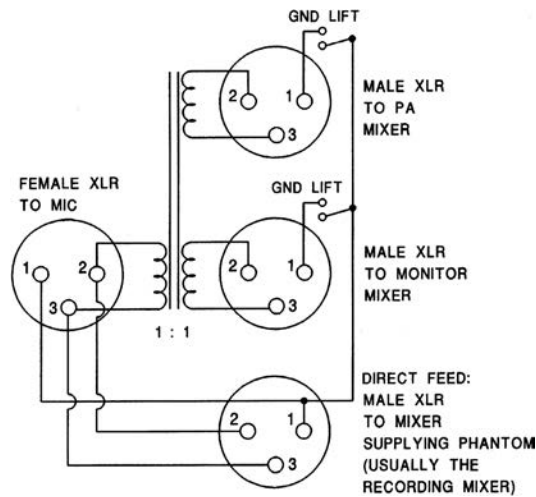 GND LIFT
2
1
3
MALE XLR
TO PA
MIXER
FEMALE XLR
TO MIC
1
2
3
1 : 1
GND LIFT
2
1
3
MALE XLR
TO MONITOR
MIXER
2
1
3
DIRECT FEED:
MALE XLR
TO MIXER
SUPPLYING PHANTOM
(USUALLY THE
RECORDING MIXER)